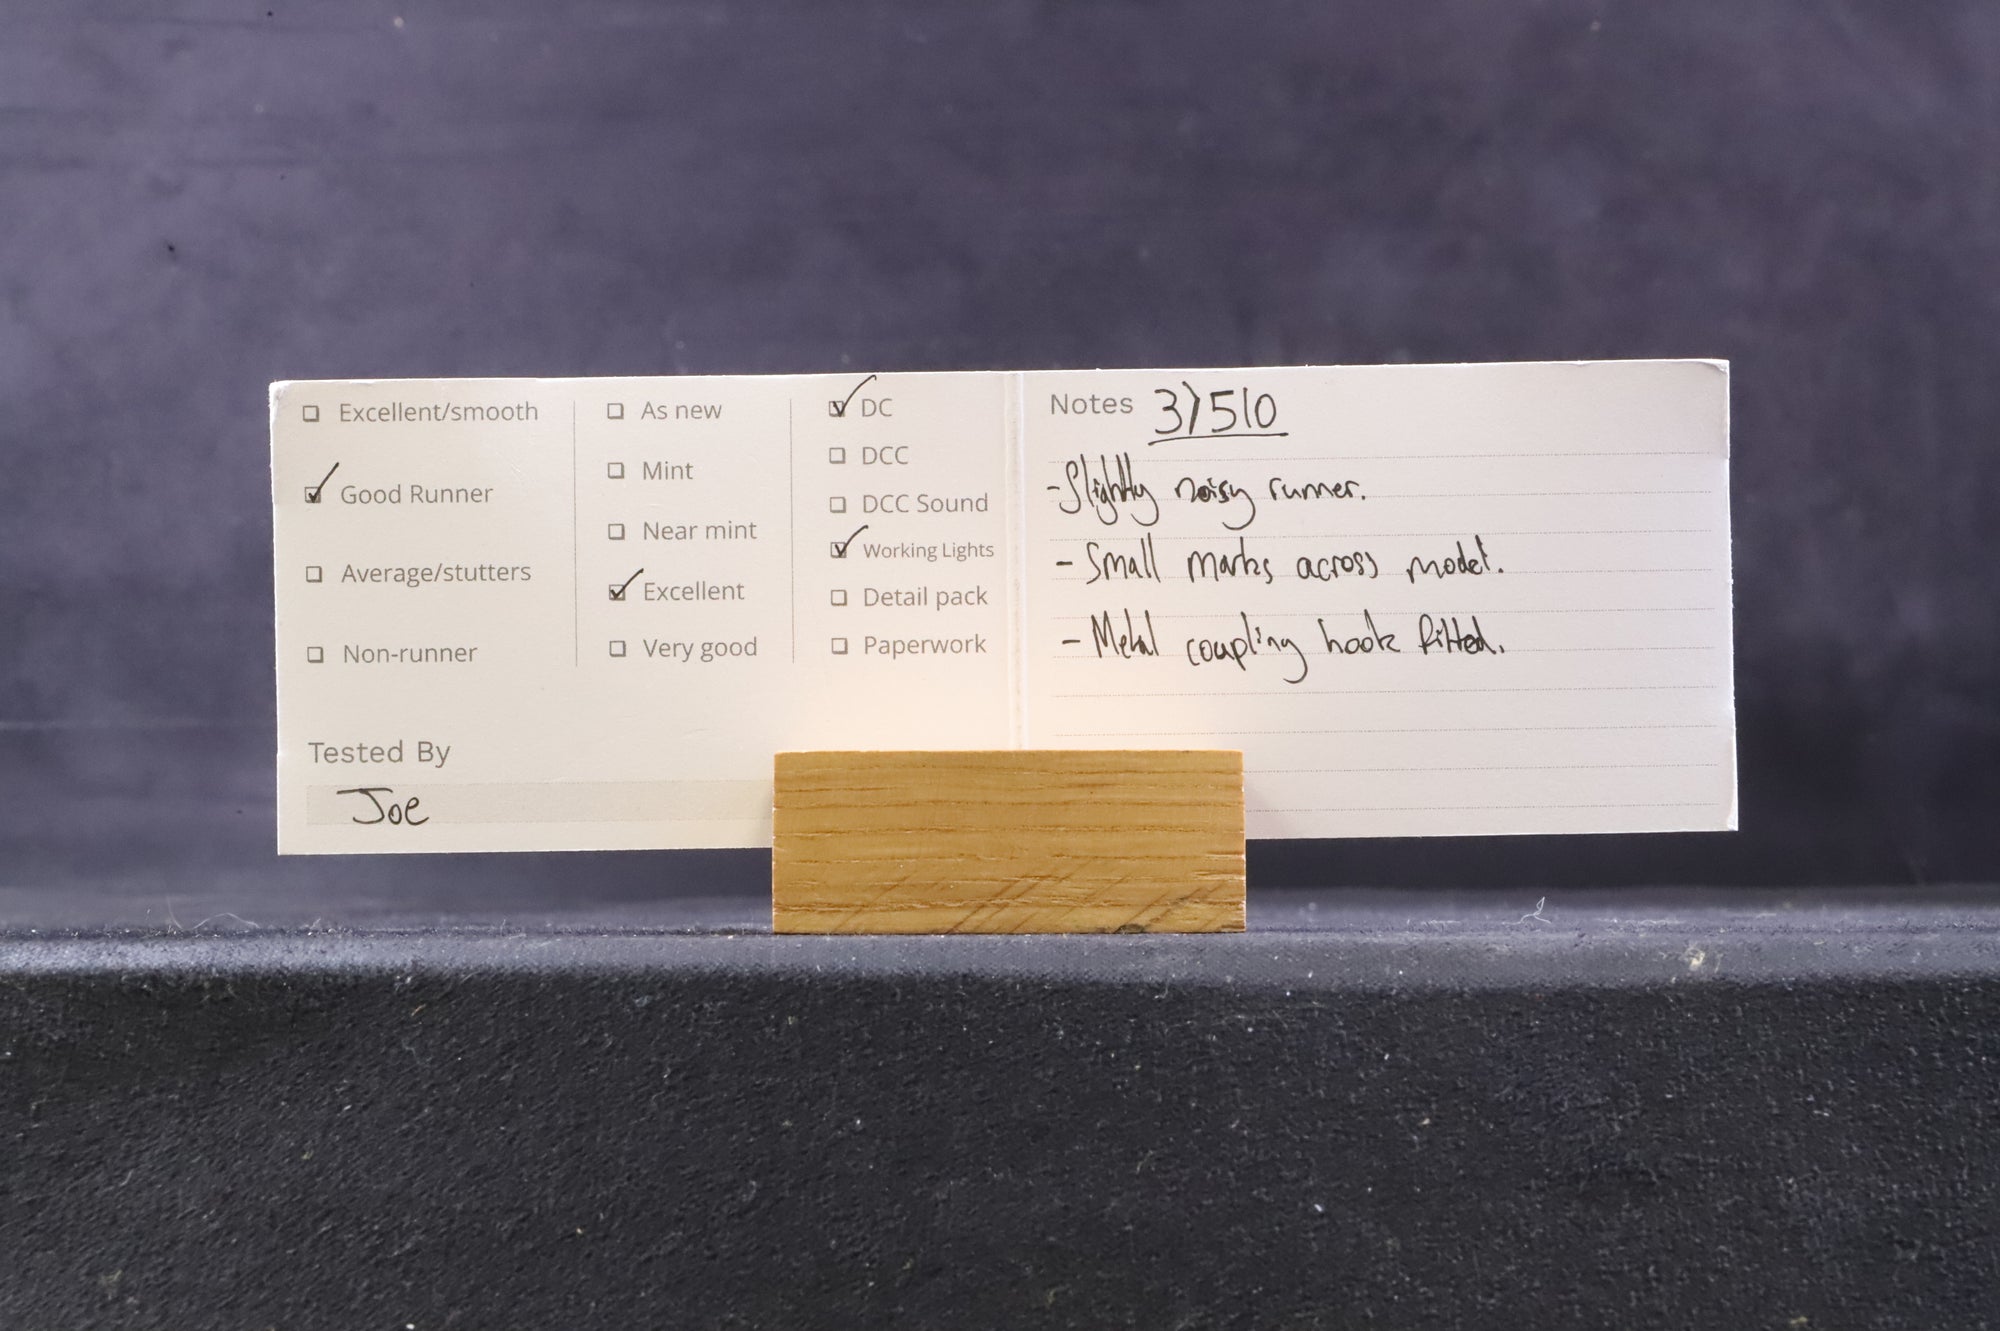 Excellent/smooth
Good Runner
Average/stutters
Non-runner
As new
Mint
Near mint
Excellent
Very good
DC
DCC
DCC Sound
Working Lights
Detail pack
Paperwork
Tested By
Joe
Notes 37510
- Slightly noisy runner.
- Small marks across model.
- Metal coupling hook fitted.